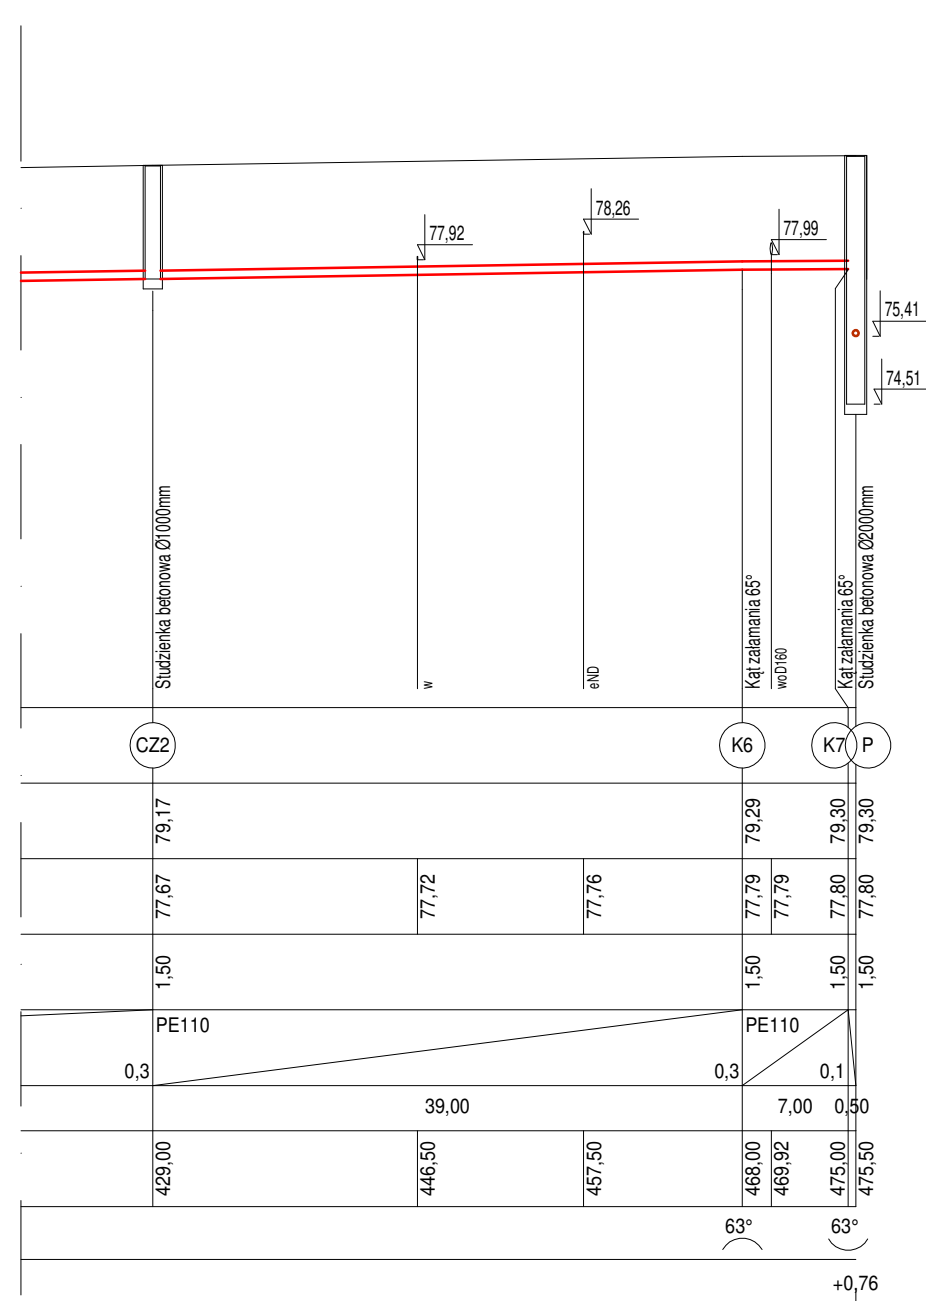 78,26
77,92
77,99
75,41
74,51
Studzienka betonowa Ø1000mm
w
eND
Kąt załamania 65°
woD160
Kąt załamania 65°
Studzienka betonowa Ø2000mm
CZ2
K6
K7
P
79,17
79,29
79,30
79,30
77,67
77,72
77,76
77,79
77,79
77,80
77,80
1,50
1,50
1,50
1,50
PE110
PE110
0,3
0,3
0,1
39,00
7,00
0,50
429,00
446,50
457,50
468,00
469,92
475,00
475,50
63°
63°
+0,76